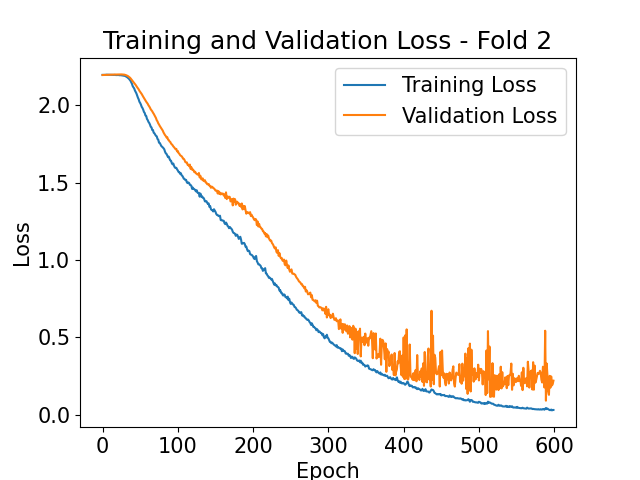 Training and Validation Loss - Fold 2
Training Loss
Validation Loss
Loss
2.0
1.5
1.0
0.5
0.0
0 100 200 300 400 500 600
Epoch